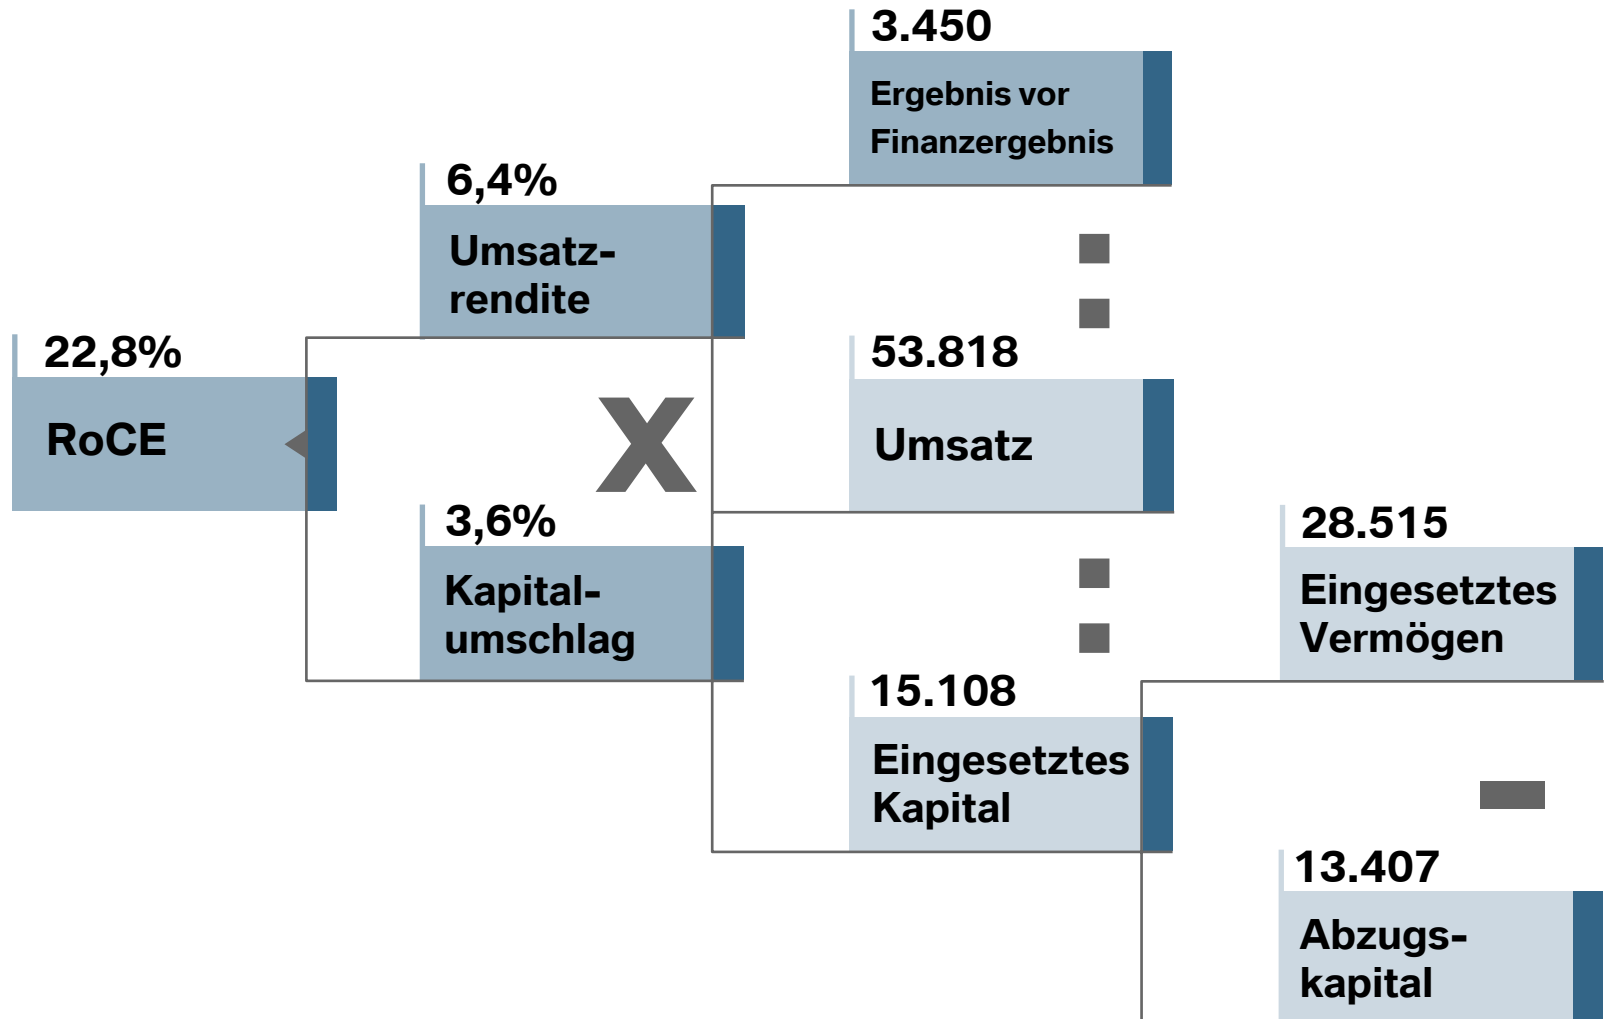 3.450
Ergebnis vor
Finanzergebnis
6,4%
Umsatz-
rendite
22,8%
RoCE
x
53.818
Umsatz
3,6%
Kapital-
umschlag
28.515
Eingesetztes
Vermögen
15.108
Eingesetztes
Kapital
13.407
Abzugs-
kapital